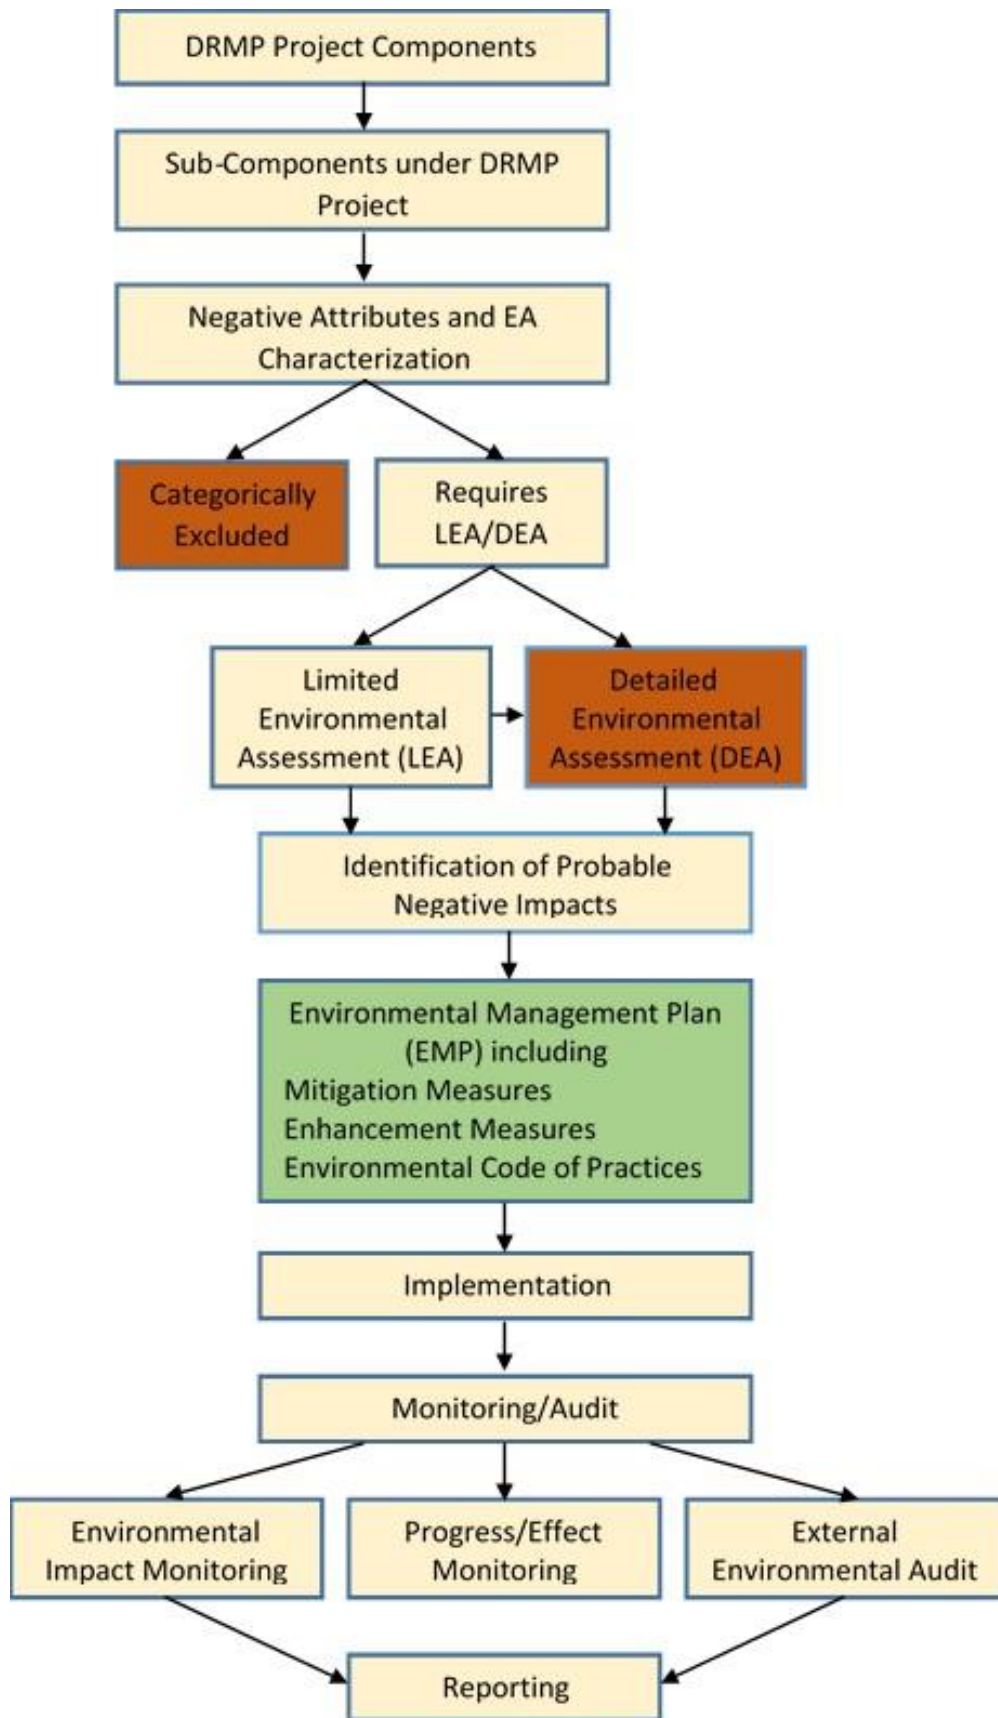 DRMP Project Components
Sub-Components under DRMP
Project
Negative Attributes and EA
Characterization
Categorically
Excluded
Requires
LEA/DEA
Limited
Environmental
Assessment (LEA)
Detailed
Environmental
Assessment (DEA)
Identification of Probable
Negative Impacts
Environmental Management Plan
(EMP) including
Mitigation Measures
Enhancement Measures
Environmental Code of Practices
Implementation
Monitoring/Audit
Environmental
Impact Monitoring
Progress/Effect
Monitoring
External
Environmental Audit
Reporting